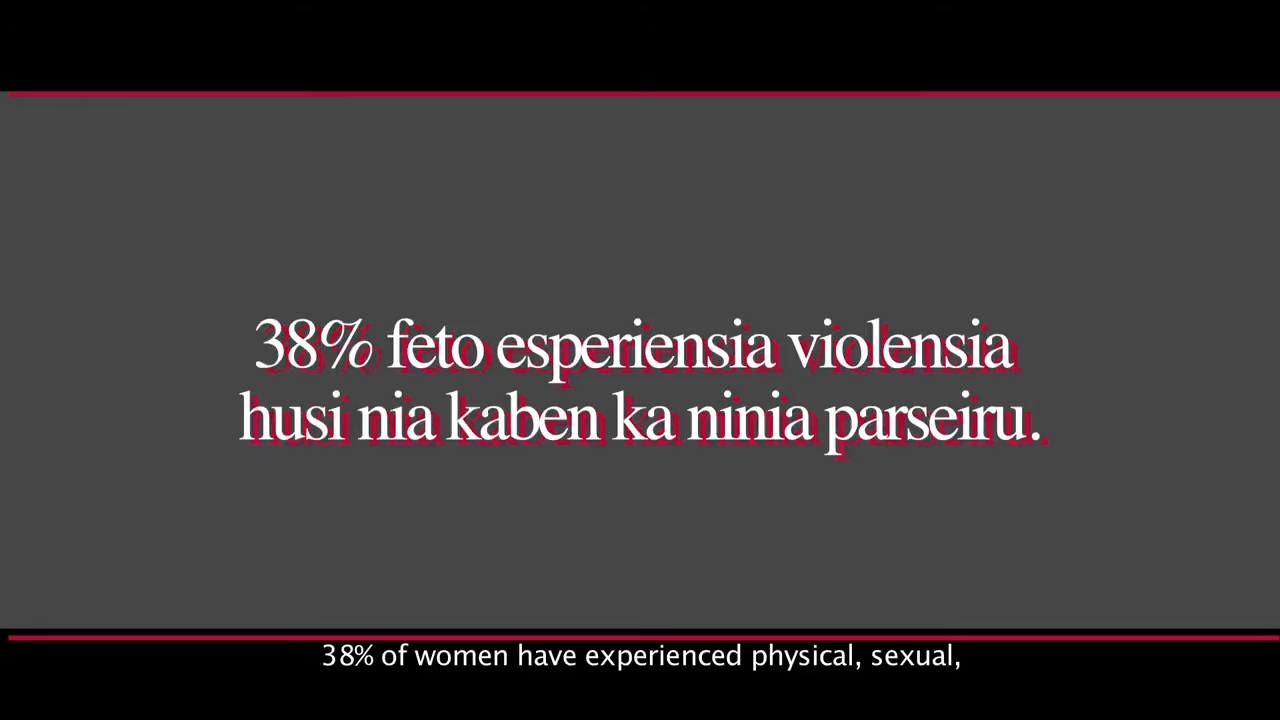 38% feto esperiensia violensia
husi nia kaben ka ninia parseiru.
38% of women have experienced physical, sexual,